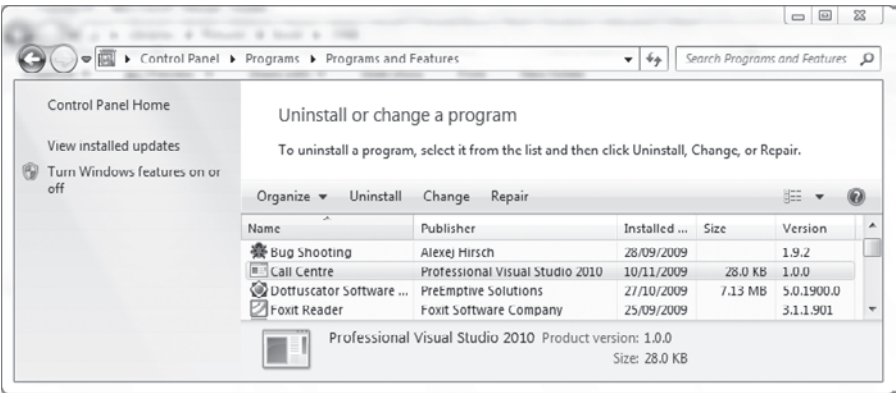 Control Panel ▸ Programs ▸ Programs and Features
Search Programs and Features
Control Panel Home
View installed updates
Turn Windows features on or off
Uninstall or change a program
To uninstall a program, select it from the list and then click Uninstall, Change, or Repair.
Organize Uninstall Change Repair
Name Publisher Installed ... Size Version
Bug Shooting Alexej Hirsch 28/09/2009 1.9.2
Call Centre Professional Visual Studio 2010 10/11/2009 28.0 KB 1.0.0
Dotfuscator Software ... PreEmptive Solutions 27/10/2009 7.13 MB 5.0.1900.0
Foxit Reader Foxit Software Company 25/09/2009 3.1.1.901
Professional Visual Studio 2010 Product version: 1.0.0
Size: 28.0 KB